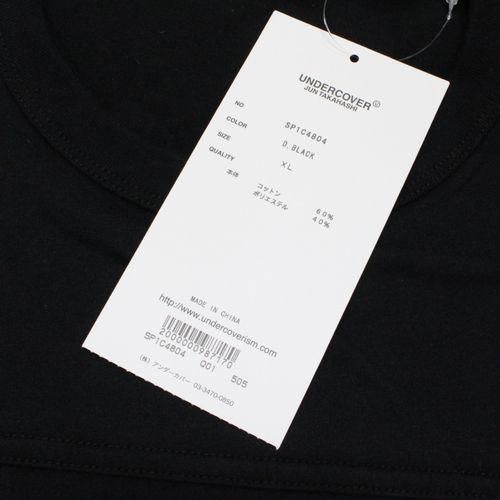 UNDERCOVER
JUN TAKAHASHI
NO SP1C4804
COLOR D.BLACK
SIZE XL
QUALITY
本体 コットン 60%
ポリエステル 40%
MADE IN CHINA
http://www.undercoverism.com
2000000987170
SP1C4804 Q01 505
(株) アンダーカバー 03-3470-0850